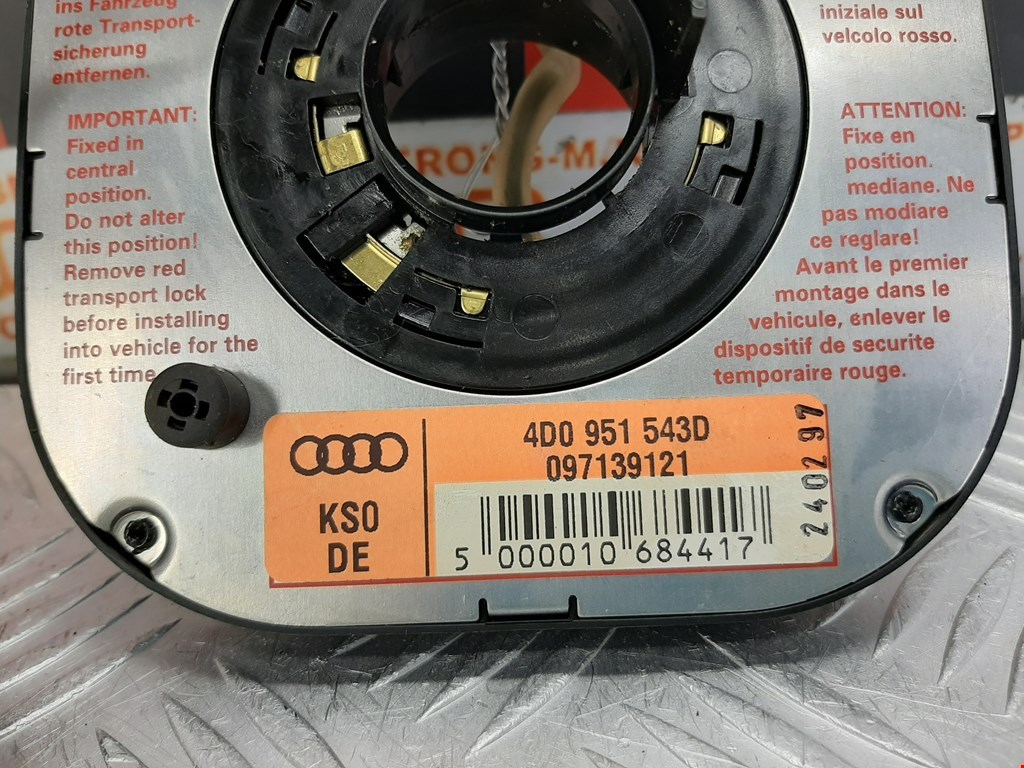 ins Fahrzeug
rote Transport-
sicherung
entfernen.
iniziale sul
velcolo rosso.
IMPORTANT:
Fixed in
central
position.
Do not alter
this position!
Remove red
transport lock
before installing
into vehicle for the
first time
ATTENTION:
Fixe en
position.
mediane. Ne
pas modiare
ce reglare!
Avant le premier
montage dans le
vehicule, enlever le
dispositif de securite
temporaire rouge.
KS0
DE
4D0 951 543D
097139121
240297
5 000010 684417